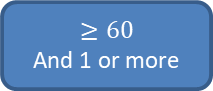 ≥ 60
And 1 or more